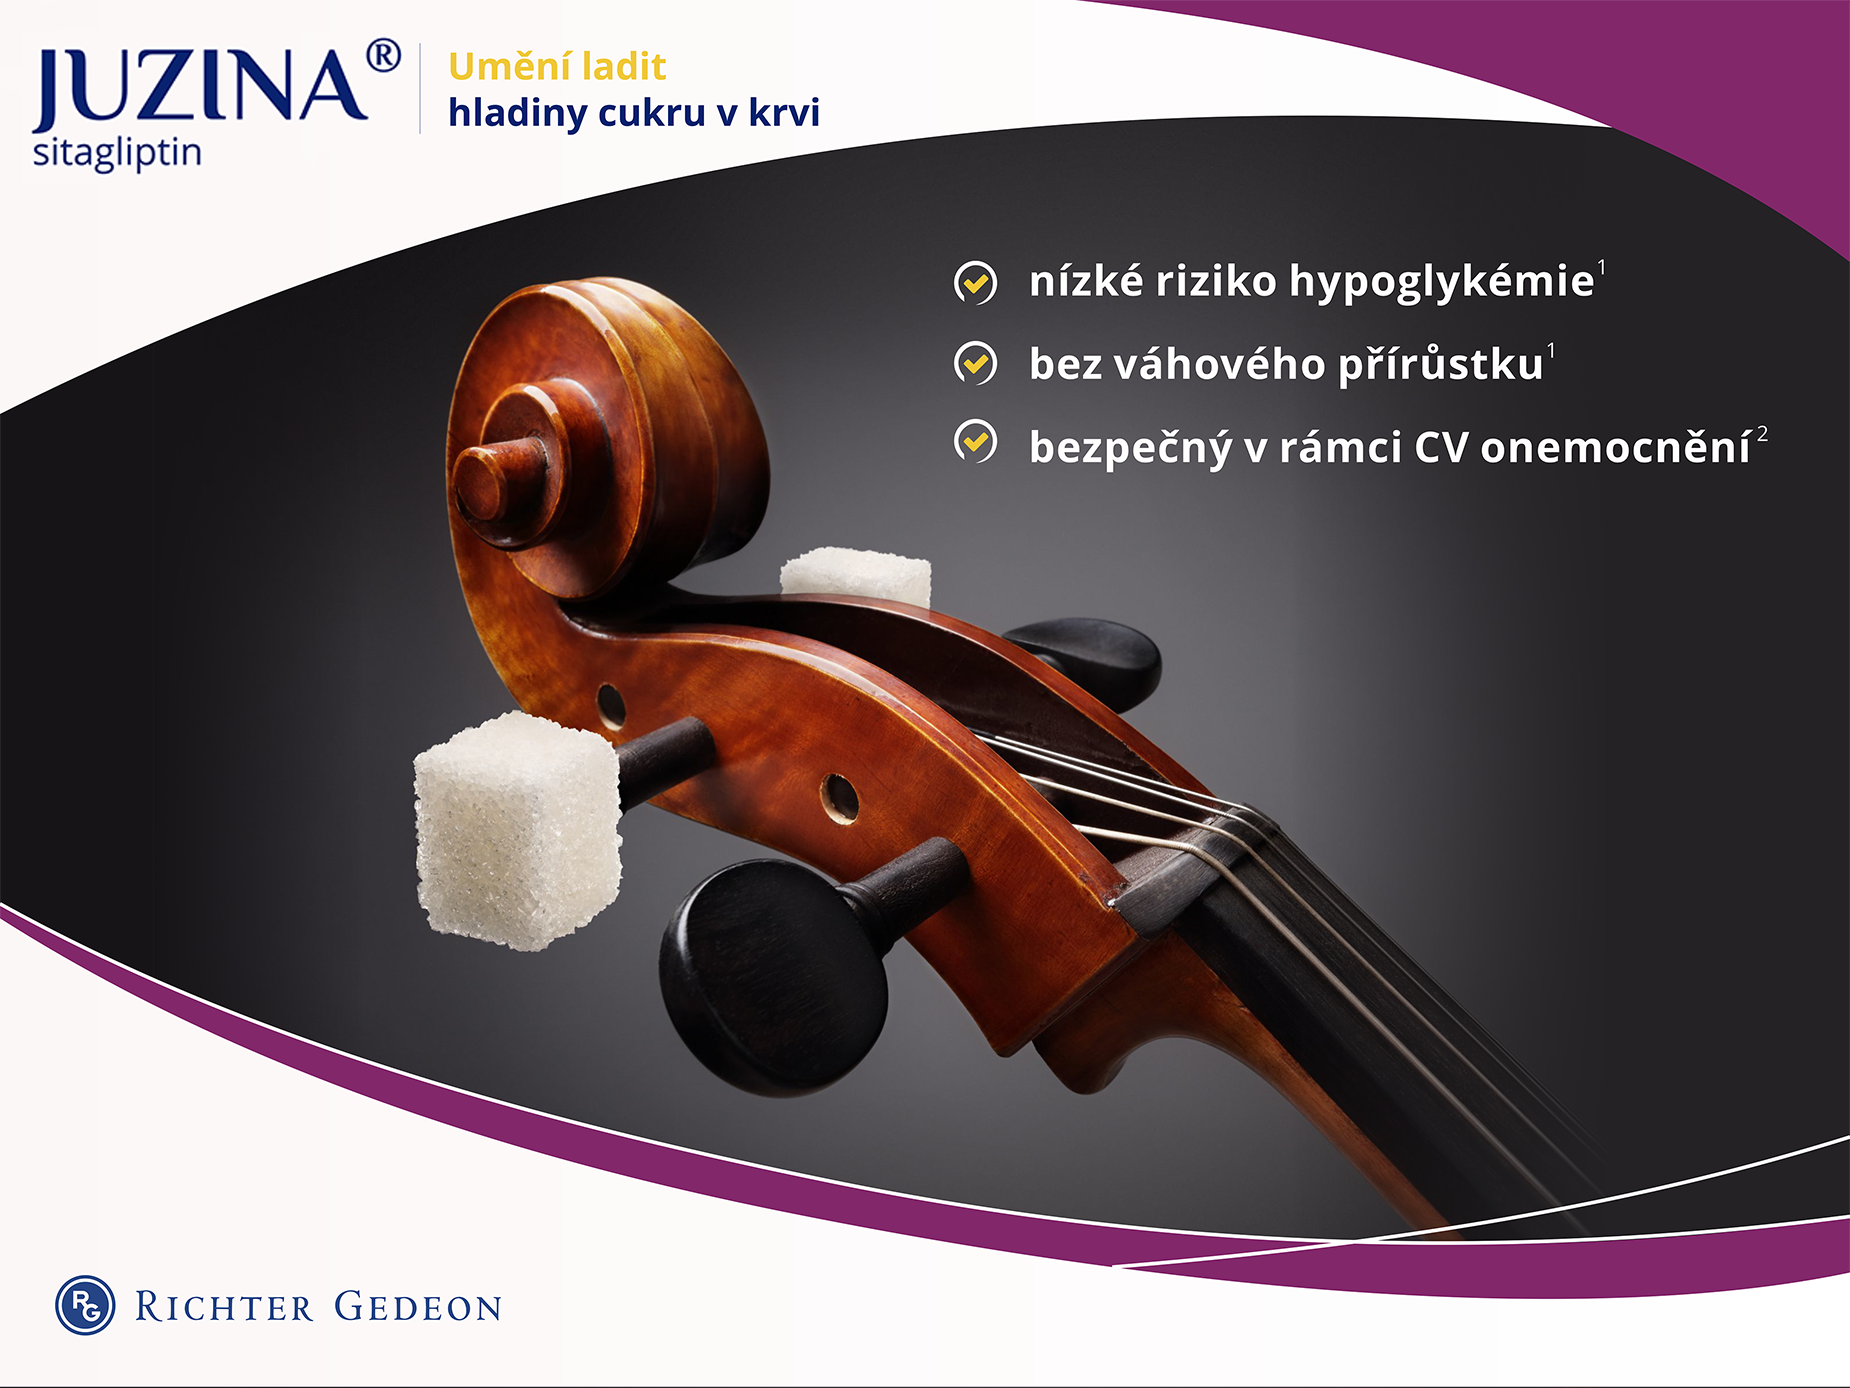 JUZINA®
sitagliptin
Umění ladit
hladiny cukru v krvi
nízké riziko hypoglykémie1
bez váhového přírůstku1
bezpečný v rámci CV onemocnění2
RG RICHTER GEDEON